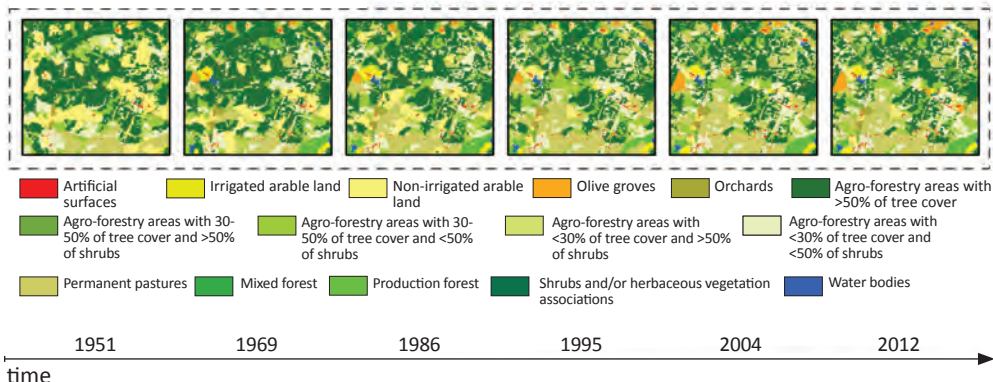 Artificial surfaces
Irrigated arable land
Non-irrigated arable land
Olive groves
Orchards
Agro-forestry areas with >50% of tree cover
Agro-forestry areas with 30-50% of tree cover and >50% of shrubs
Agro-forestry areas with 30-50% of tree cover and <50% of shrubs
Agro-forestry areas with <30% of tree cover and >50% of shrubs
Agro-forestry areas with <30% of tree cover and <50% of shrubs
Permanent pastures
Mixed forest
Production forest
Shrubs and/or herbaceous vegetation associations
Water bodies
1951 1969 1986 1995 2004 2012
time